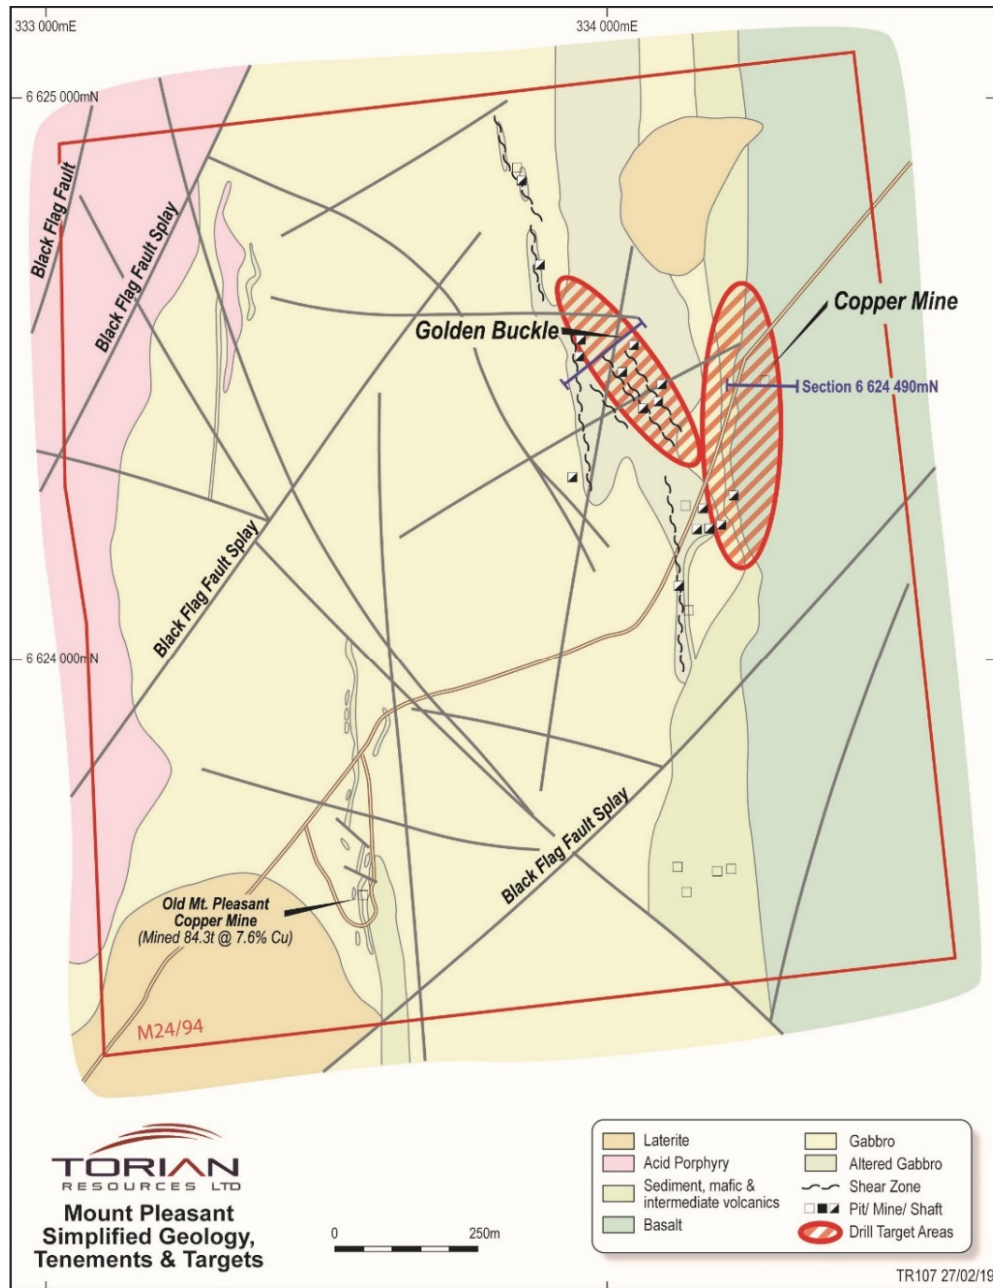 333 000mE
334 000mE
6 625 000mN
Black Flag Fault
Black Flag Fault Splay
Golden Buckle
Copper Mine
Section 6 624 490mN
Black Flag Fault Splay
6 624 000mN
Black Flag Fault Splay
Old Mt. Pleasant
Copper Mine
(Mined 84.3t @ 7.6% Cu)
M24/94
TORIAN
RESOURCES LTD
Mount Pleasant
Simplified Geology,
Tenements & Targets
0
250m
Laterite
Acid Porphyry
Sediment, mafic &
intermediate volcanics
Basalt
Gabbro
Altered Gabbro
Shear Zone
Pit/ Mine/ Shaft
Drill Target Areas
TR107 27/02/19